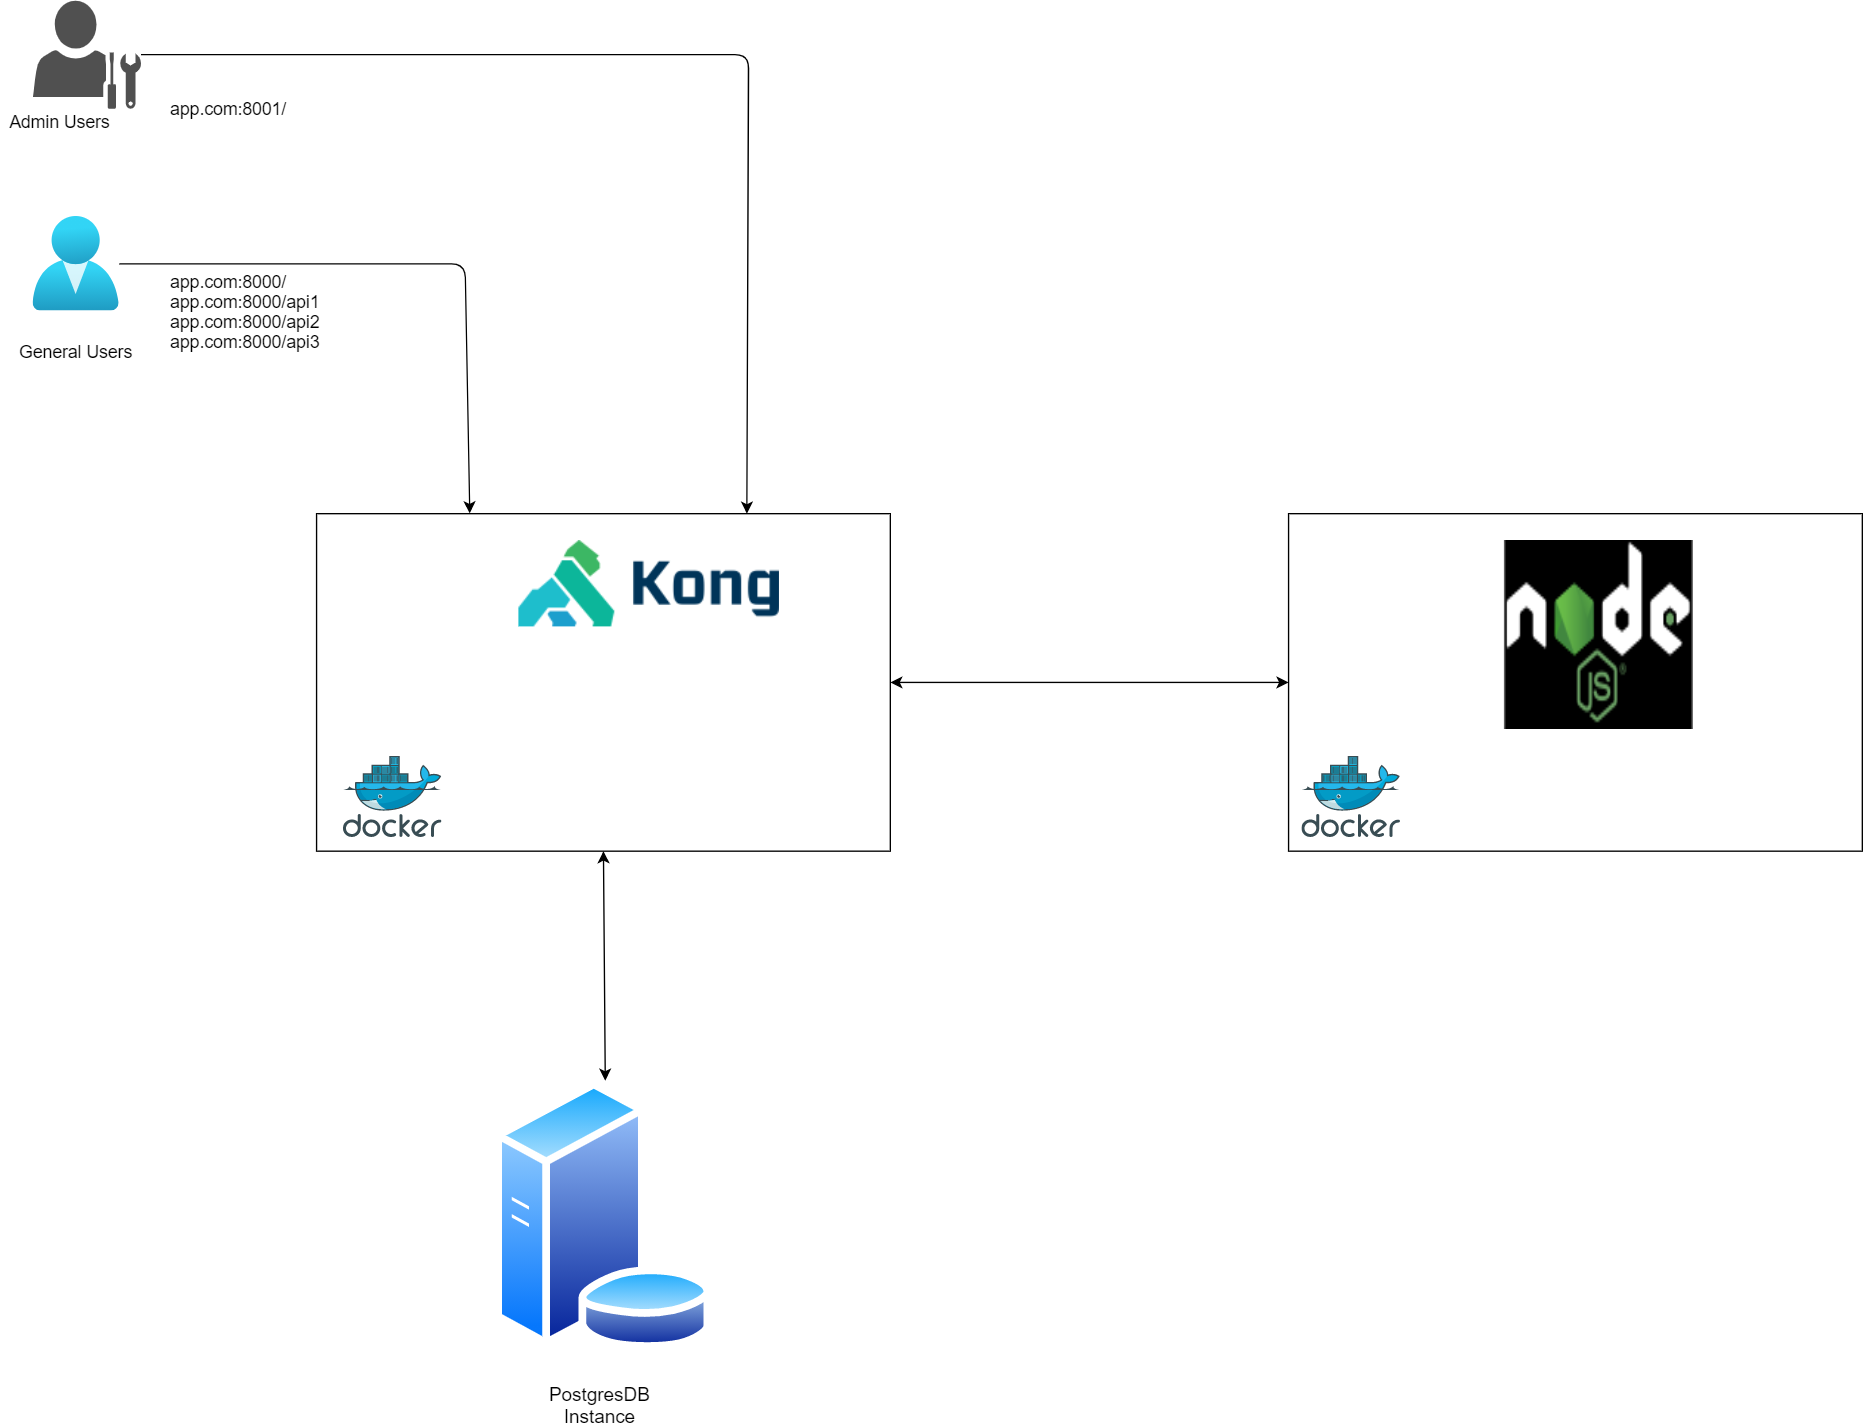 Admin Users
app.com:8001/
app.com:8000/
app.com:8000/api1
app.com:8000/api2
app.com:8000/api3
General Users
Kong
node
JS
docker
docker
PostgresDB
Instance